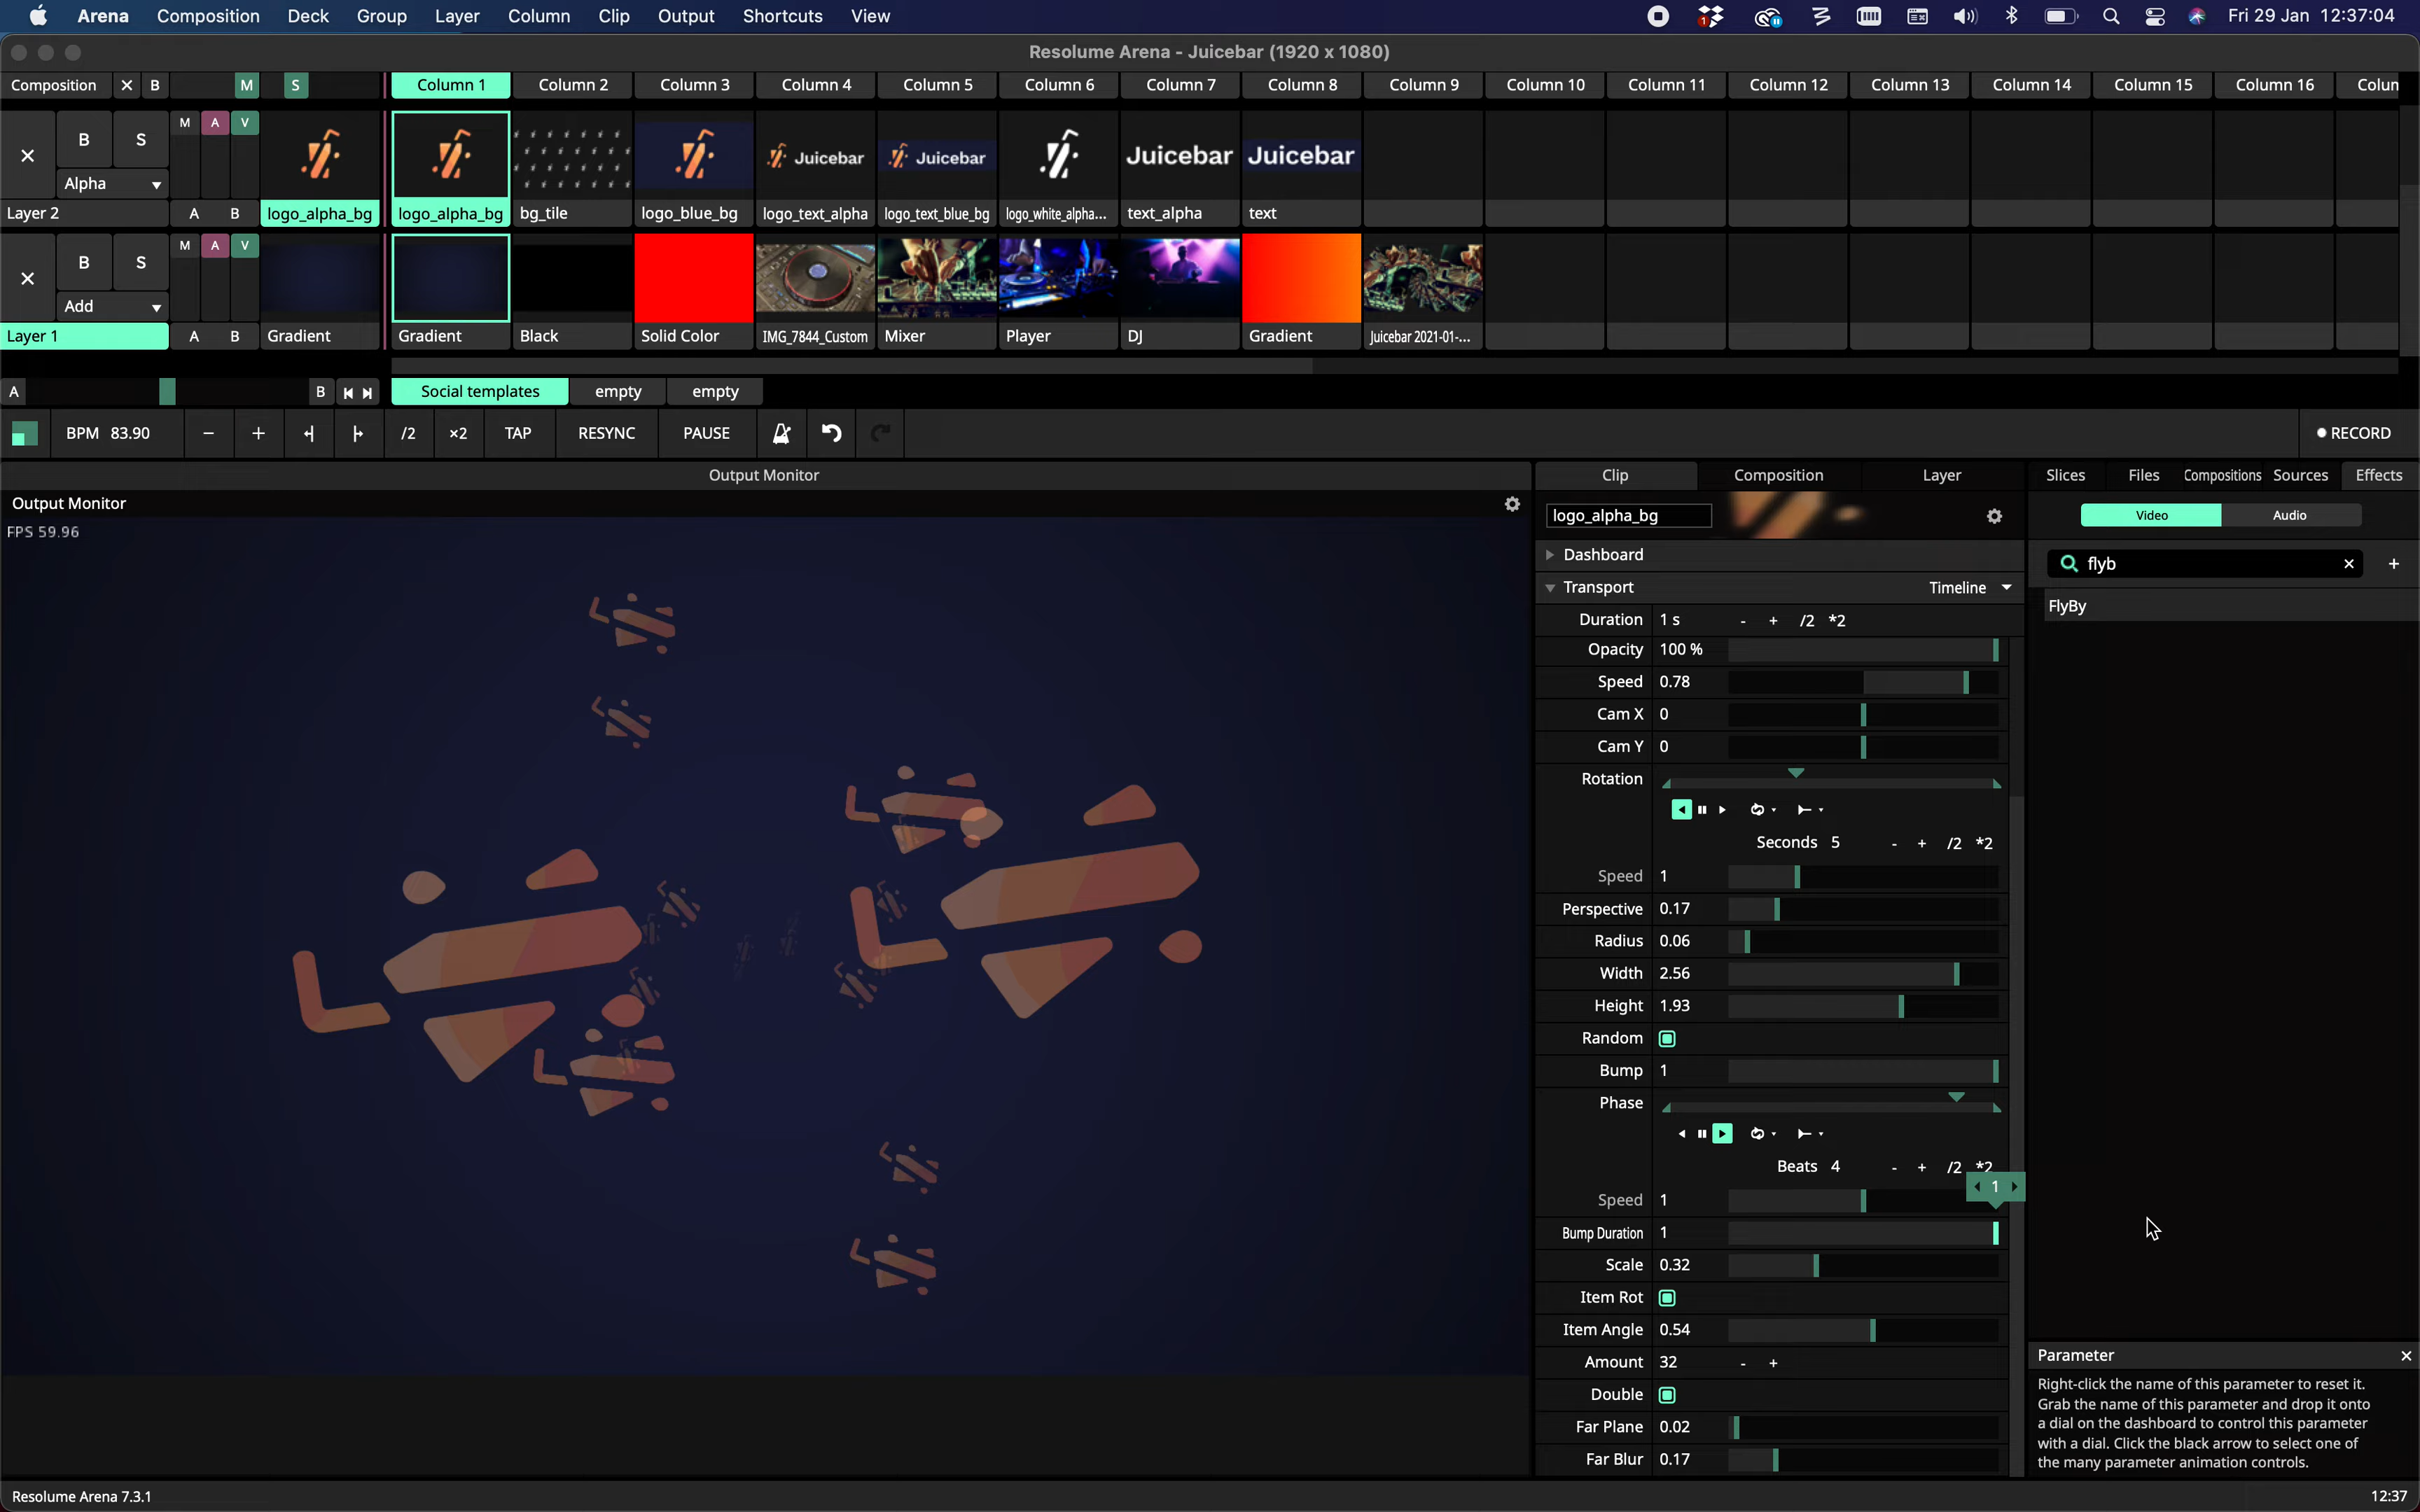 Arena Composition Deck Group Layer Column Clip Output Shortcuts View 1 Fri 29 Jan 12:37:04
Resolume Arena - Juicebar (1920 x 1080)
Composition B M S Column 1 Column 2 Column 3 Column 4 Column 5 Column 6 Column 7 Column 8 Column 9 Column 10 Column 11 Column 12 Column 13 Column 14 Column 15 Column 16 Colun
M A V
B S
Juicebar Juicebar Juicebar Juicebar
Alpha
Layer 2 A B logo_alpha_bg logo_alpha_bg bg_tile logo_blue_bg logo_text_alpha logo_text_blue_bg logo_white_alpha... text_alpha text
M A V
B S
Add
Layer 1 A B Gradient Gradient Black Solid Color IMG_7844_Custom Mixer Player DJ Gradient Juicebar 2021-01-...
A B Social templates empty empty
BPM 83.90 - + /2 ×2 TAP RESYNC PAUSE RECORD
Output Monitor
Output Monitor
FPS 59.96
Clip Composition Layer
logo_alpha_bg
Dashboard
Transport Timeline
Duration 1 s - + /2 *2
Opacity 100 %
Speed 0.78
Cam X 0
Cam Y 0
Rotation
Seconds 5 - + /2 *2
Speed 1
Perspective 0.17
Radius 0.06
Width 2.56
Height 1.93
Random
Bump 1
Phase
Beats 4 - + /2 *2
1
Speed 1
Bump Duration 1
Scale 0.32
Item Rot
Item Angle 0.54
Amount 32 - +
Double
Far Plane 0.02
Far Blur 0.17
Slices Files Compositions Sources Effects
Video Audio
flyb
FlyBy
Parameter
Right-click the name of this parameter to reset it.
Grab the name of this parameter and drop it onto
a dial on the dashboard to control this parameter
with a dial. Click the black arrow to select one of
the many parameter animation controls.
Resolume Arena 7.3.1 12:37